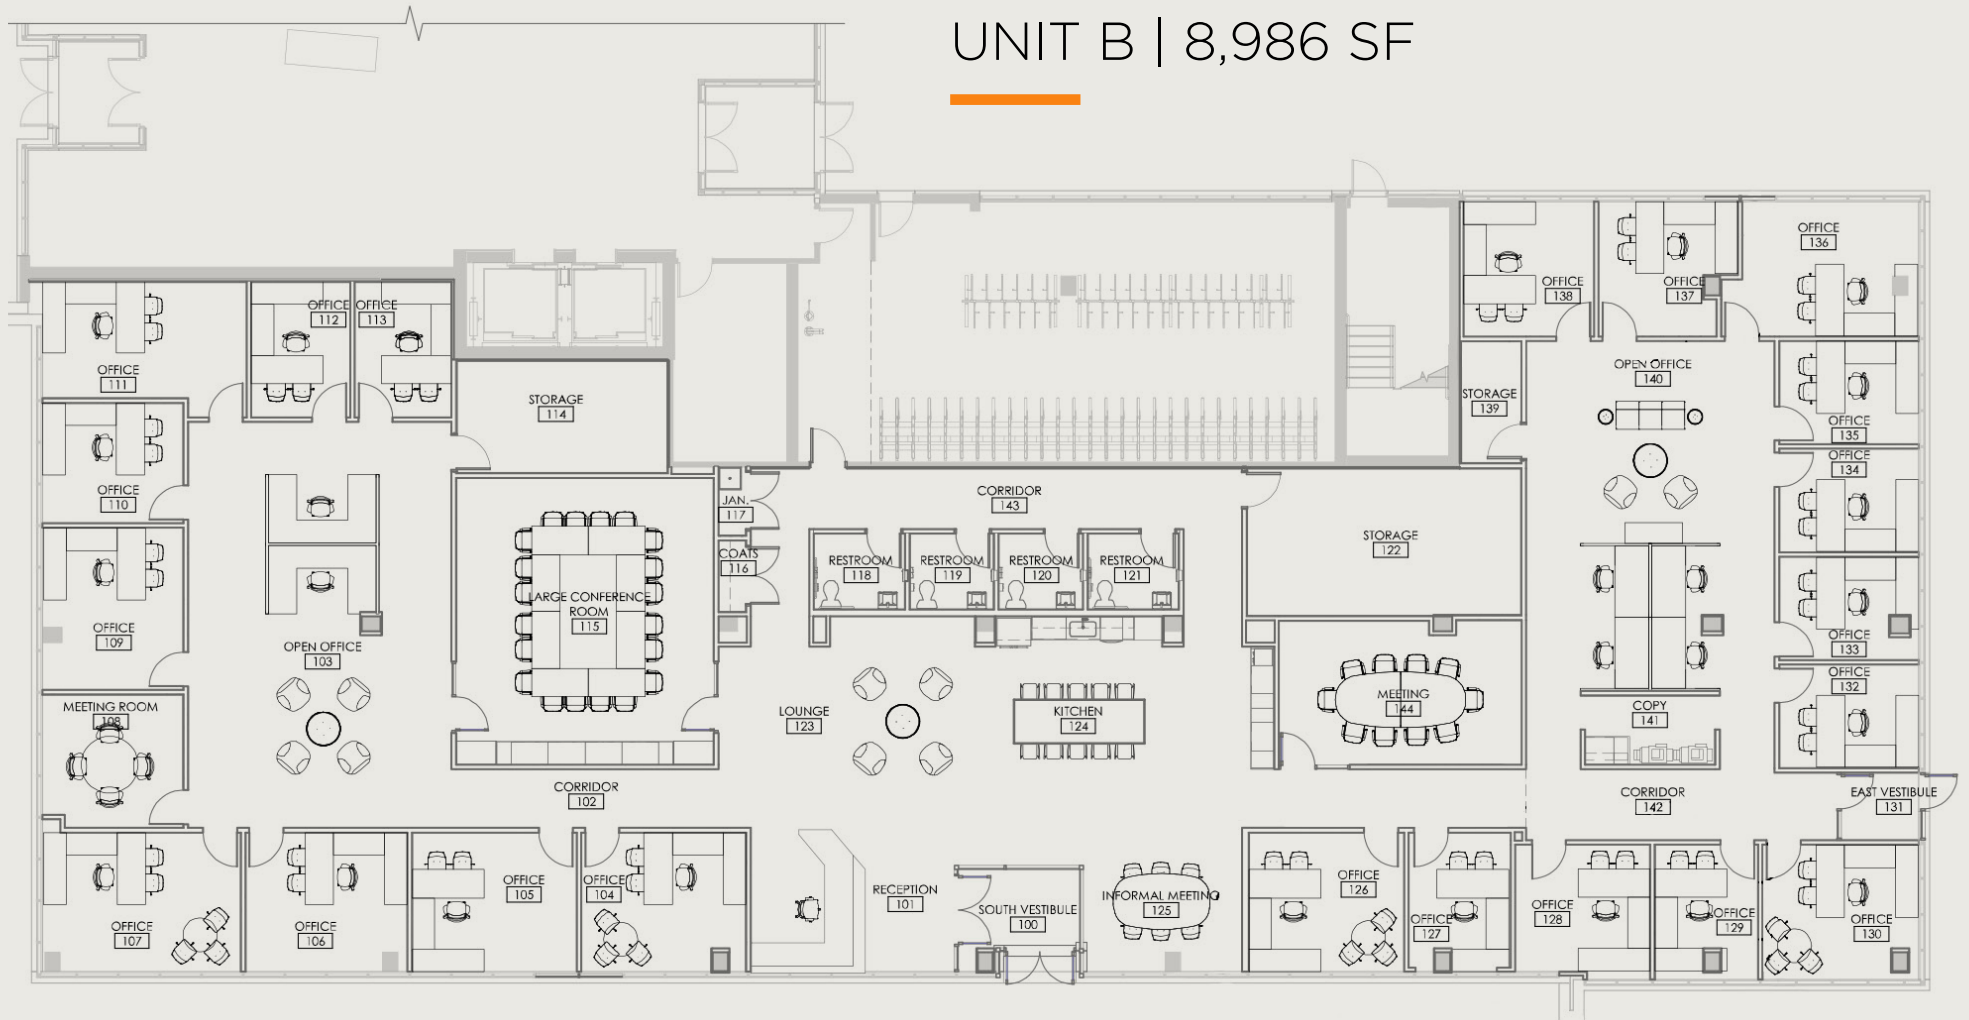 UNIT B | 8,986 SF
OFFICE
111
OFFICE
112
OFFICE
113
STORAGE
114
OFFICE
110
OFFICE
109
OPEN OFFICE
103
MEETING ROOM
108
LARGE CONFERENCE
ROOM
115
JAN.
117
COATS
116
CORRIDOR
143
RESTROOM
118
RESTROOM
119
RESTROOM
120
RESTROOM
121
STORAGE
122
LOUNGE
123
KITCHEN
124
MEETING
144
CORRIDOR
102
OFFICE
107
OFFICE
106
OFFICE
105
OFFICE
104
RECEPTION
101
SOUTH VESTIBULE
100
INFORMAL MEETING
125
OFFICE
126
OFFICE
127
OFFICE
128
OFFICE
129
OFFICE
130
OFFICE
138
OFFICE
137
OFFICE
136
OPEN OFFICE
140
STORAGE
139
OFFICE
135
OFFICE
134
OFFICE
133
OFFICE
132
COPY
141
CORRIDOR
142
EAST VESTIBULE
131